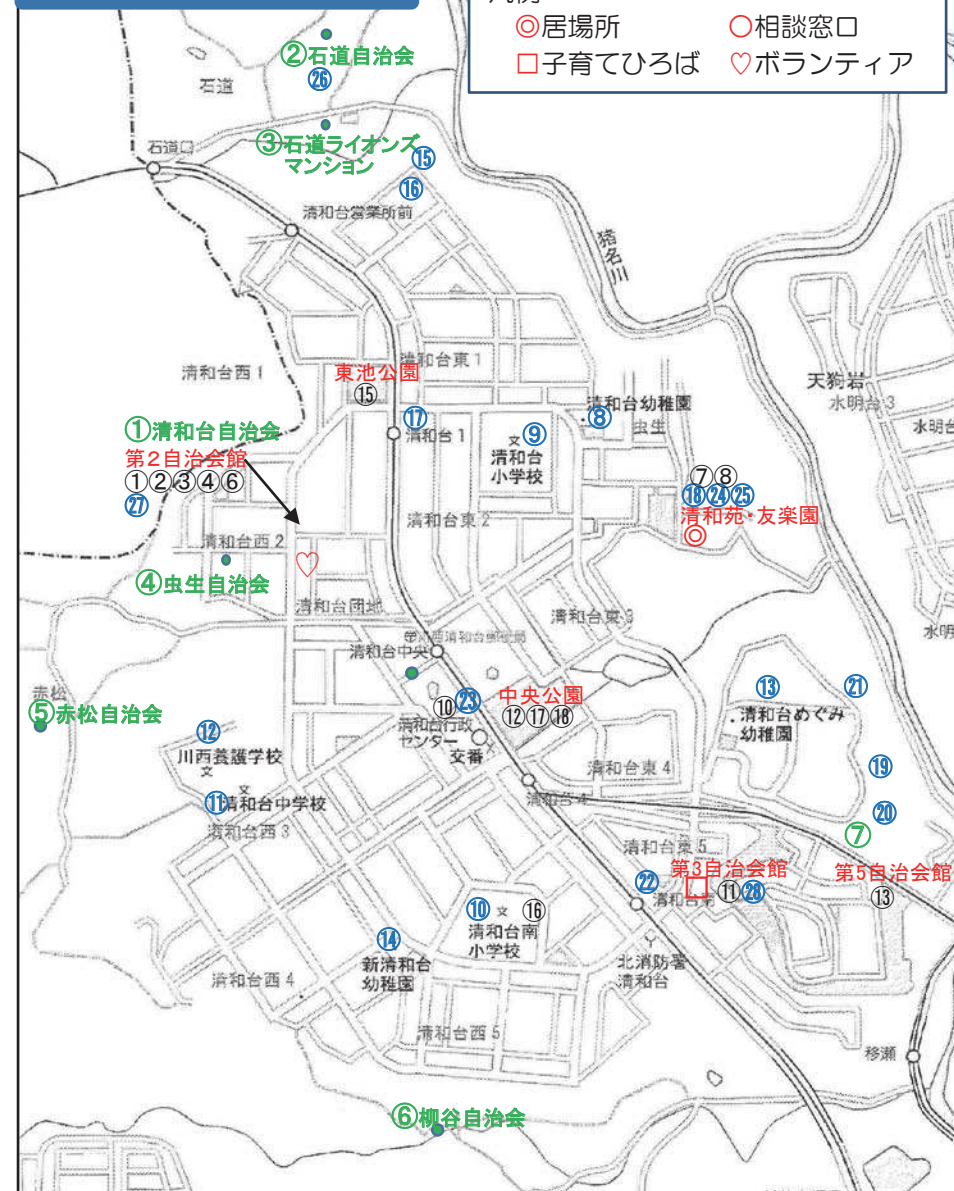 ◎居場所 ○相談窓口
□子育てひろば ♡ボランティア
②石道自治会
㉖
石道
③石道ライオンズ
マンション
石道口
⑮
⑯
清和台営業所前
猪名川
清和台東1
清和台西1
東池公園
⑮
天狗岩
水明台3
水明台
清和台幼稚園
⑧
虫生
⑰
清和台1
⑨
清和台
小学校
①清和台自治会
第2自治会館
①②③④⑥
㉗
⑦⑧
⑱㉔㉕
清和苑・友楽園
◎
清和台東2
清和台西2
♡
④虫生自治会
清和台団地
清和台東3
水明
清和台中央
赤松
⑤赤松自治会
⑩㉓
清和台行政
センター
交番
中央公園
⑫⑰⑱
⑬
㉑
清和台めぐみ
幼稚園
⑫
川西養護学校
文
文
⑪清和台中学校
清和台西3
清和台東4
清和台4
⑲
⑳
⑦
清和台東5
第3自治会館
㉒
清和台南
□
⑪㉘
第5自治会館
⑬
⑩文⑯
清和台南
小学校
⑭
新清和台
幼稚園
北消防署
清和台
清和台西4
清和台西5
移瀬
⑥柳谷自治会